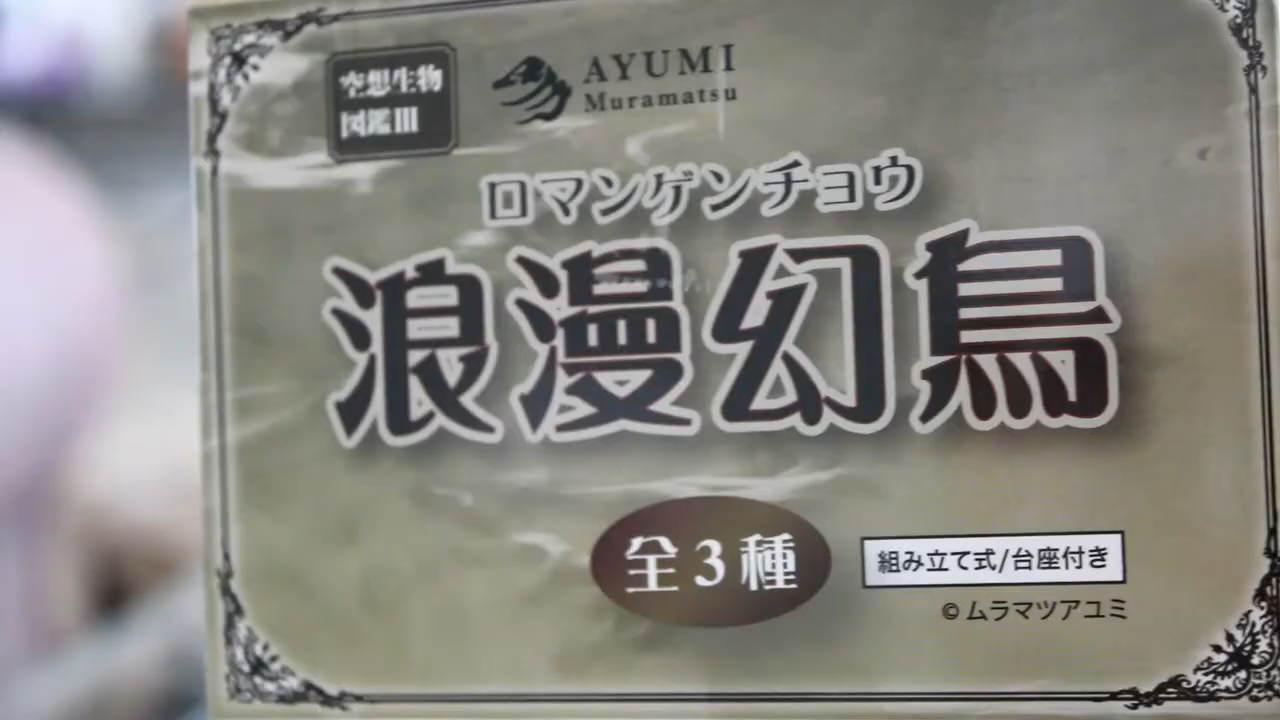 空想生物
図鑑Ⅲ
AYUMI
Muramatsu
ロマンゲンチョウ
浪漫幻鳥
全3種
組み立て式/台座付き
©ムラマツアユミ